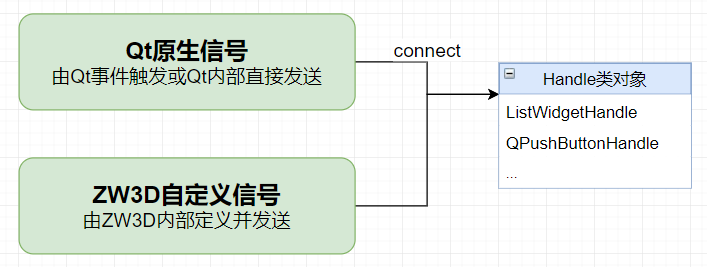 Qt原生信号
由Qt事件触发或Qt内部直接发送
connect
Handle类对象
ListWidgetHandle
QPushButtonHandle
...
ZW3D自定义信号
由ZW3D内部定义并发送